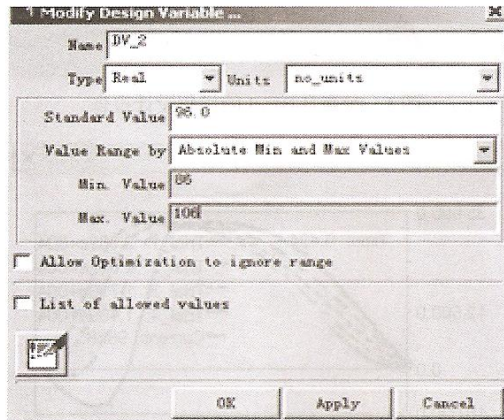 Modify Design Variable ...
Name DV_2
Type Real Units no_units
Standard Value 96.0
Value Range by Absolute Min and Max Values
Min. Value 86
Max. Value 106
Allow Optimization to ignore range
List of allowed values
OK Apply Cancel